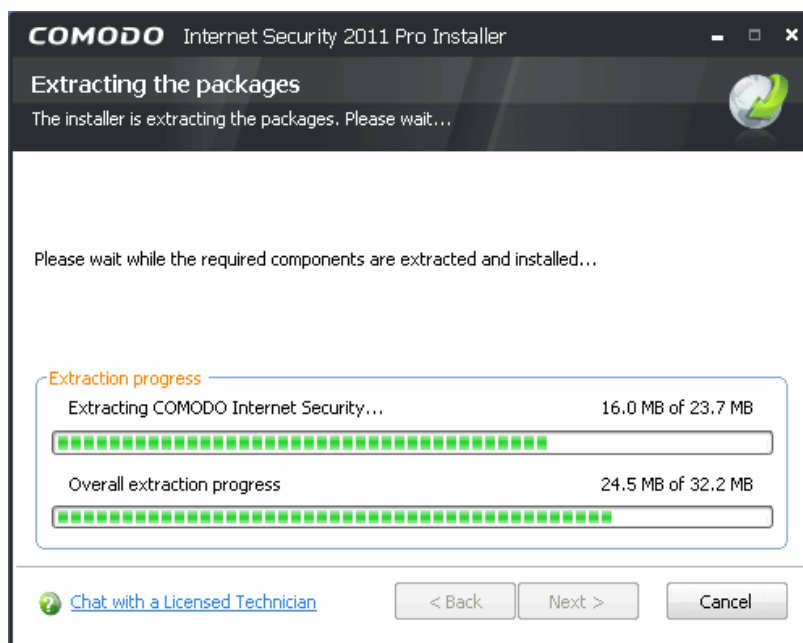 COMODO Internet Security 2011 Pro Installer
Extracting the packages
The installer is extracting the packages. Please wait...
Please wait while the required components are extracted and installed...
Extraction progress
Extracting COMODO Internet Security... 16.0 MB of 23.7 MB
Overall extraction progress 24.5 MB of 32.2 MB
Chat with a Licensed Technician < Back Next > Cancel